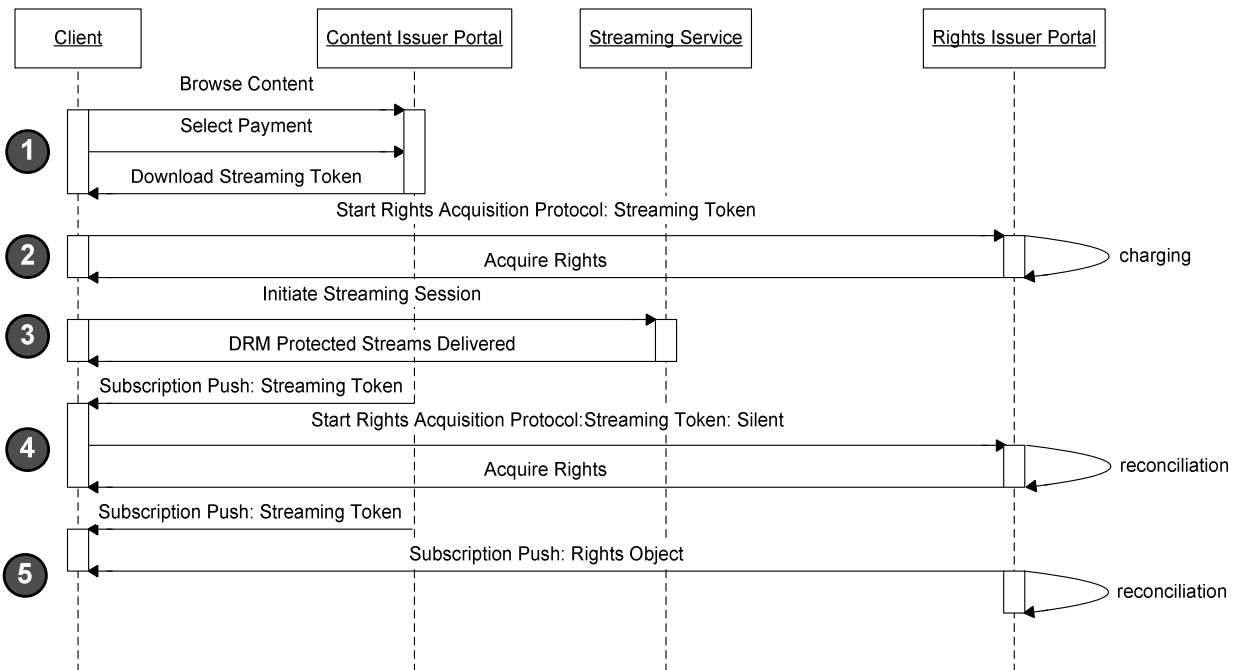 Client
Content Issuer Portal
Streaming Service
Rights Issuer Portal
Browse Content
1
Select Payment
Download Streaming Token
Start Rights Acquisition Protocol: Streaming Token
2
Acquire Rights
charging
Initiate Streaming Session
3
DRM Protected Streams Delivered
Subscription Push: Streaming Token
Start Rights Acquisition Protocol:Streaming Token: Silent
4
Acquire Rights
reconciliation
Subscription Push: Streaming Token
Subscription Push: Rights Object
5
reconciliation